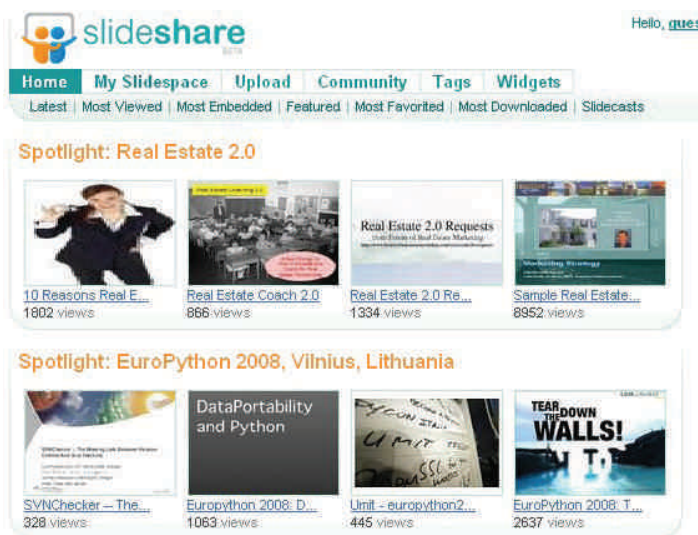 slideshare
BETA
Hello, gues
Home My Slidespace Upload Community Tags Widgets
Latest | Most Viewed | Most Embedded | Featured | Most Favorited | Most Downloaded | Slidecasts
Spotlight: Real Estate 2.0
Real Estate 2.0 Requests
Marketing Strategy
10 Reasons Real E...
Real Estate Coach 2.0
Real Estate 2.0 Re...
Sample Real Estate...
1802 views
866 views
1334 views
8952 views
Spotlight: EuroPython 2008, Vilnius, Lithuania
DataPortability
and Python
UMIT
TEAR
THE DOWN
WALLS!
SVNChecker – The...
Europython 2008: D...
Umit - europython2...
EuroPython 2008: T...
328 views
1063 views
445 views
2637 views